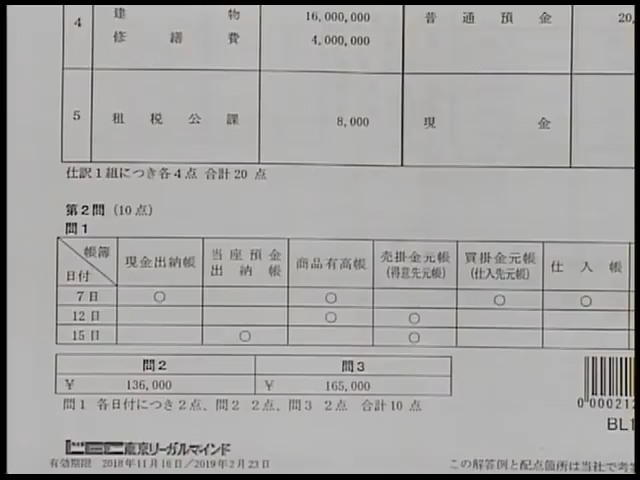 4 建物 16,000,000 普通預金 20,
修繕費 4,000,000
5 租税公課 8,000 現金
仕訳1組につき各4点 合計20 点
第2問 (10点)
問1
帳簿 日付 現金出納帳 当座預金出納帳 商品有高帳 売掛金元帳(得意先元帳) 買掛金元帳(仕入先元帳) 仕入帳
7日 ○ ○ ○ ○
12日 ○ ○
15日 ○ ○
問2 問3
¥ 136,000 ¥ 165,000
問1 各日付につき2点、問2 2点、問3 2点 合計10 点
0 000212
BL1
LEC東京リーガルマインド
有効期限 2018年11月16日/2019年2月23日
この解答例と配点箇所は当社で考